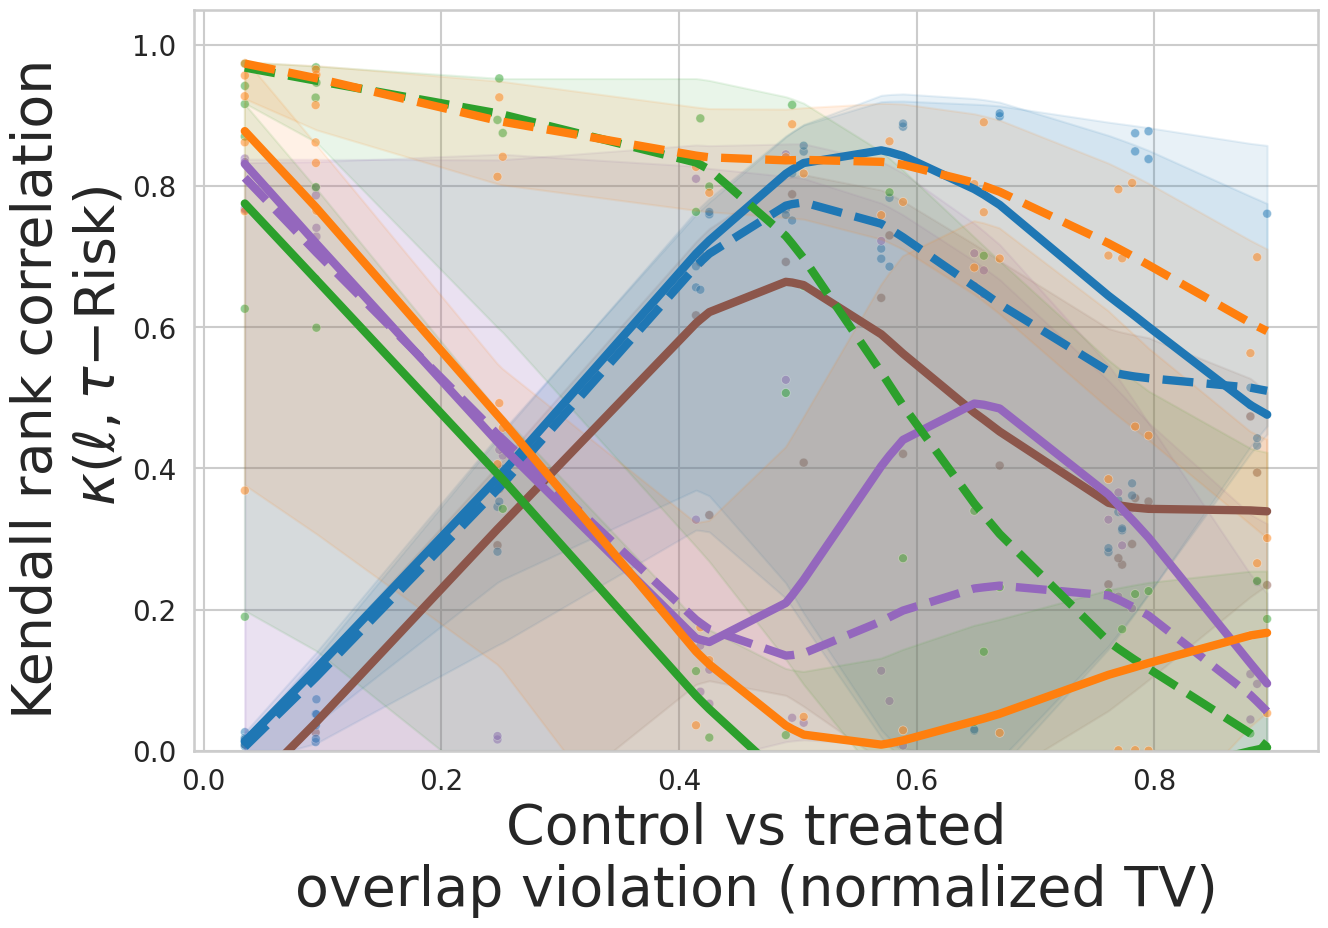 Kendall rank correlation
κ(ℓ, τ−Risk)
1.0
0.8
0.6
0.4
0.2
0.0
0.0 0.2 0.4 0.6 0.8
Control vs treated
overlap violation (normalized TV)